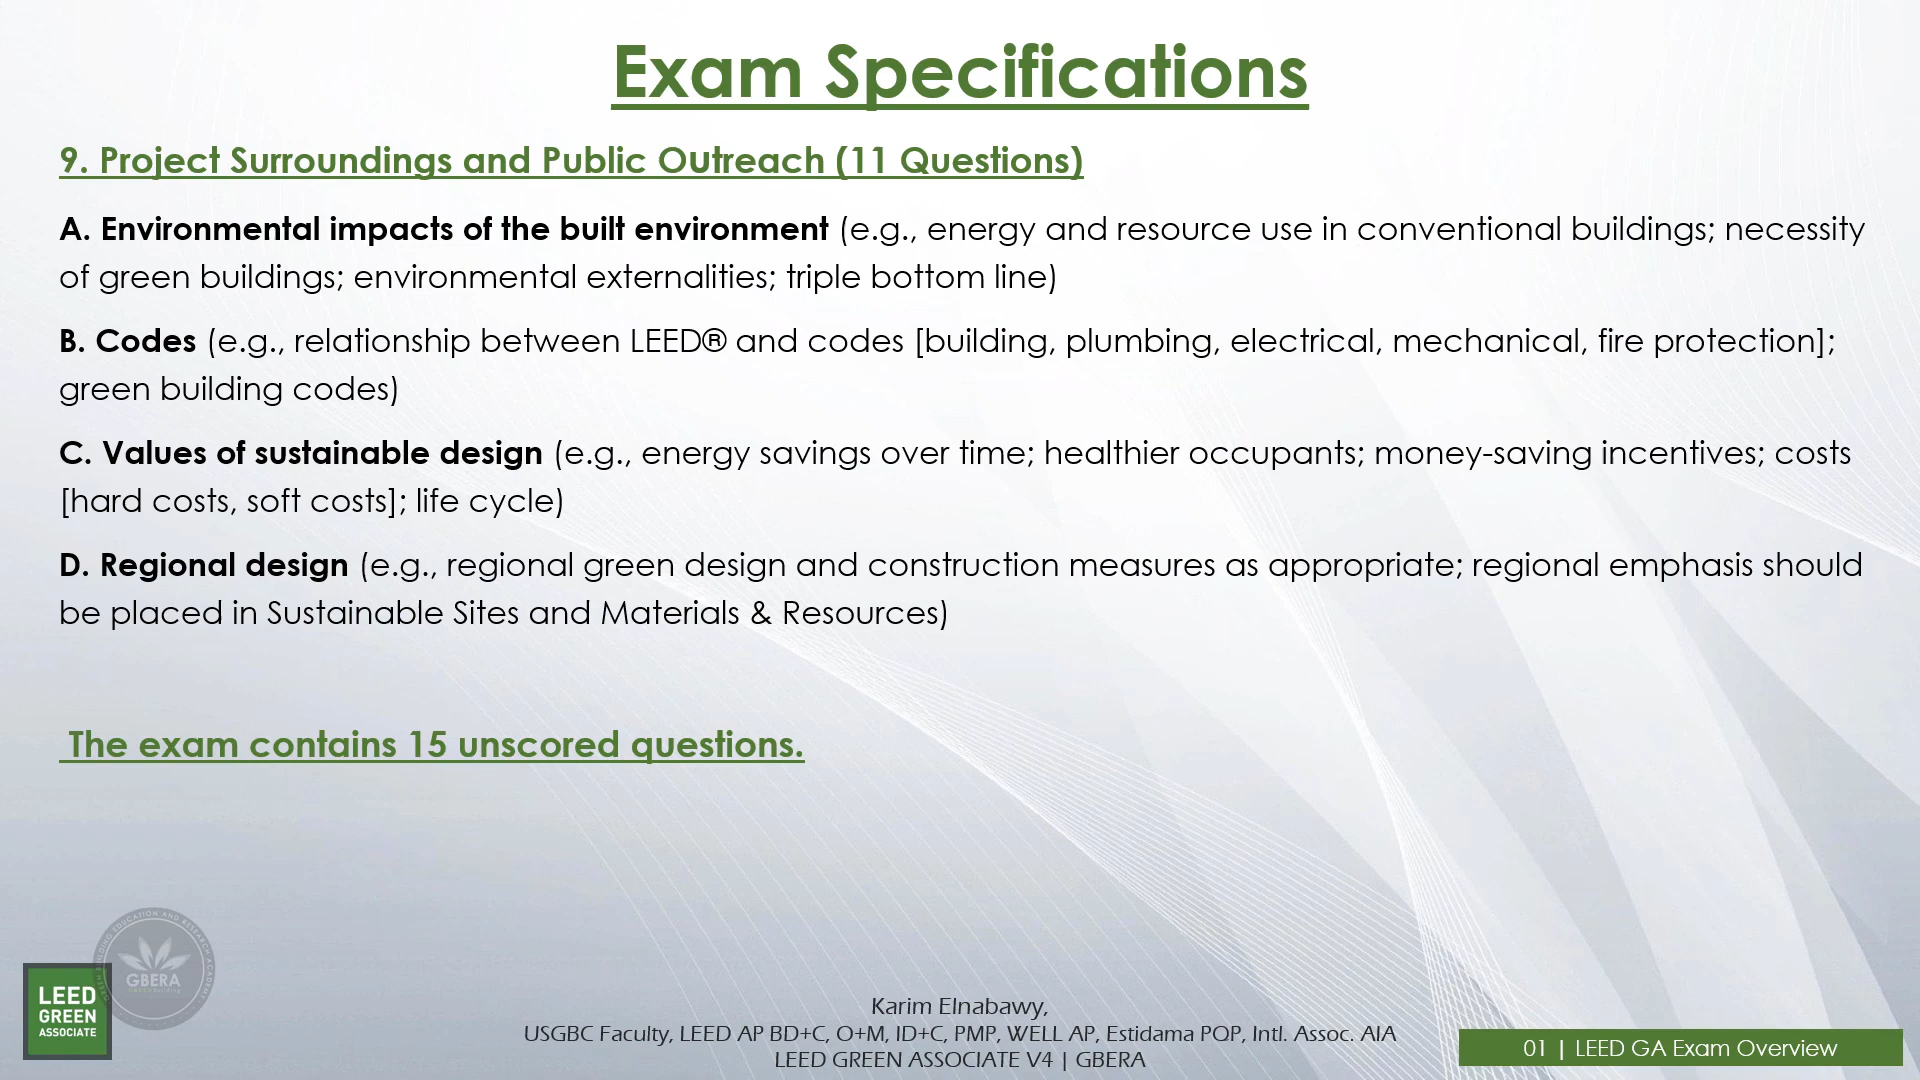 Exam Specifications
9. Project Surroundings and Public Outreach (11 Questions)
A. Environmental impacts of the built environment (e.g., energy and resource use in conventional buildings; necessity
of green buildings; environmental externalities; triple bottom line)
B. Codes (e.g., relationship between LEED® and codes [building, plumbing, electrical, mechanical, fire protection];
green building codes)
C. Values of sustainable design (e.g., energy savings over time; healthier occupants; money-saving incentives; costs
[hard costs, soft costs]; life cycle)
D. Regional design (e.g., regional green design and construction measures as appropriate; regional emphasis should
be placed in Sustainable Sites and Materials & Resources)
The exam contains 15 unscored questions.
GBERA
LEED
GREEN
ASSOCIATE
Karim Elnabawy,
USGBC Faculty, LEED AP BD+C, O+M, ID+C, PMP, WELL AP, Estidama PQP, Intl. Assoc. AIA
LEED GREEN ASSOCIATE V4 | GBERA
01 | LEED GA Exam Overview